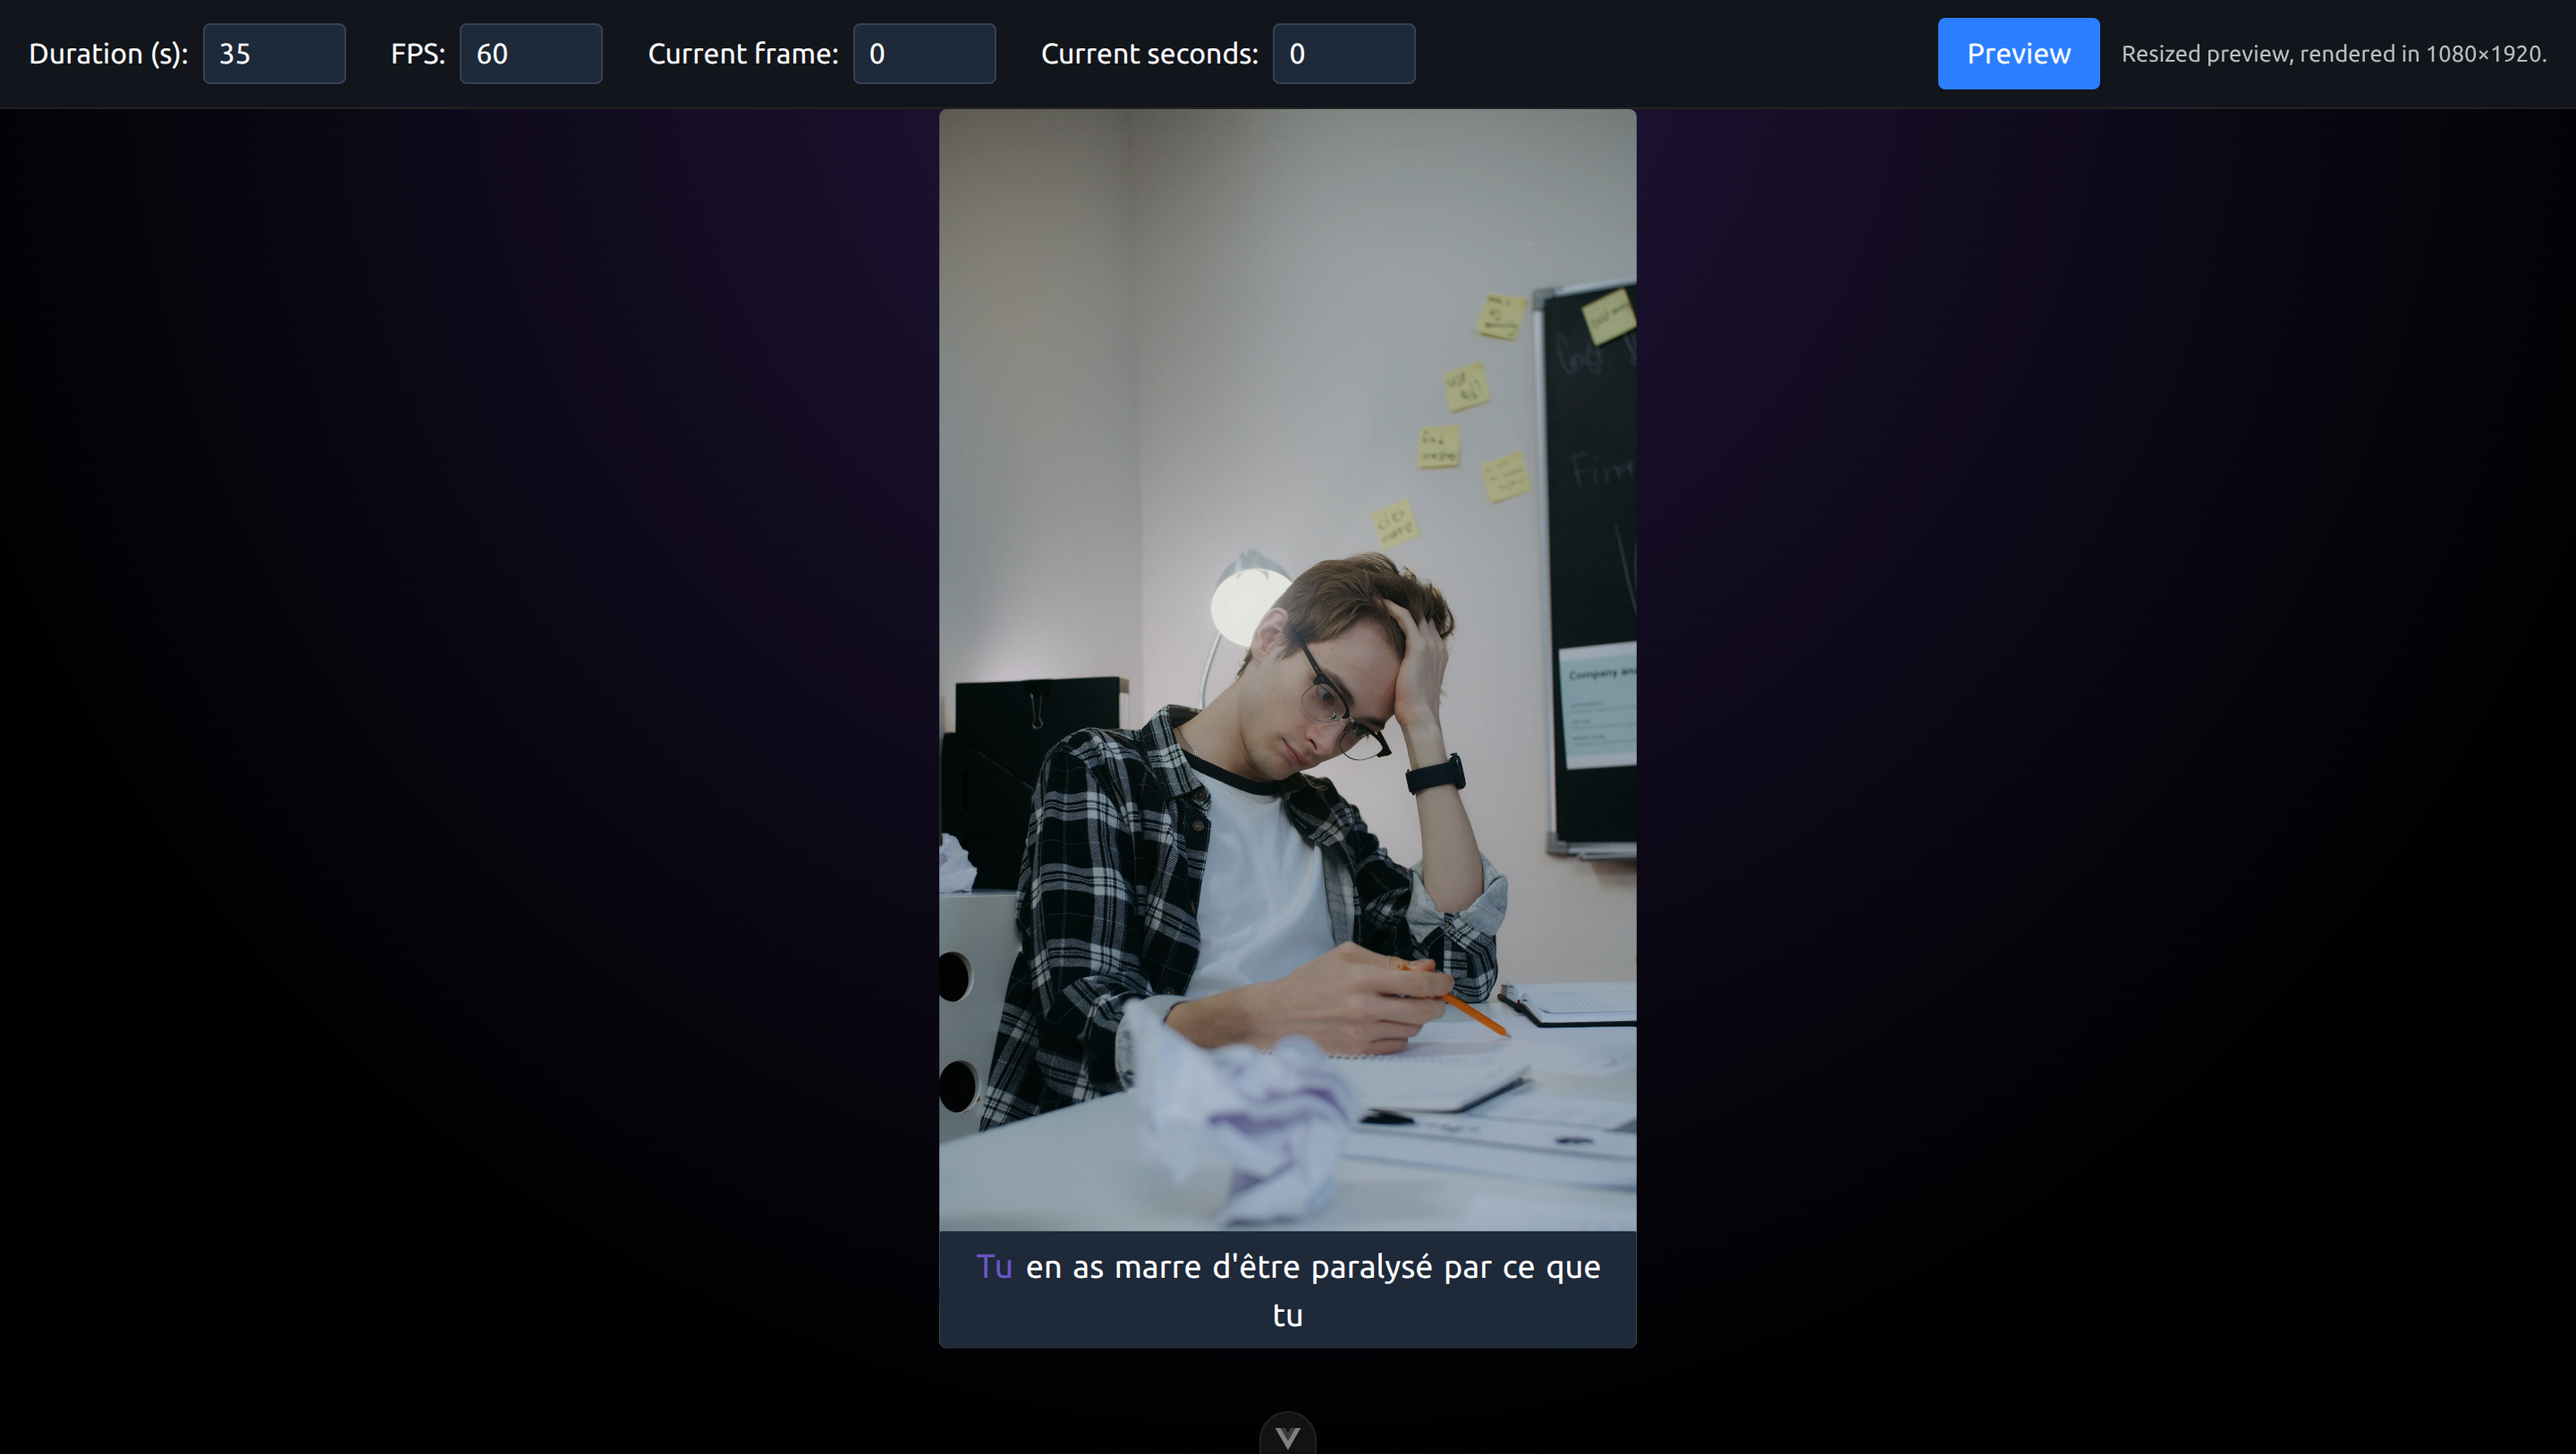 Duration (s): 35 FPS: 60 Current frame: 0 Current seconds: 0 Preview Resized preview, rendered in 1080×1920.
Company
Tu en as marre d'être paralysé par ce que
tu